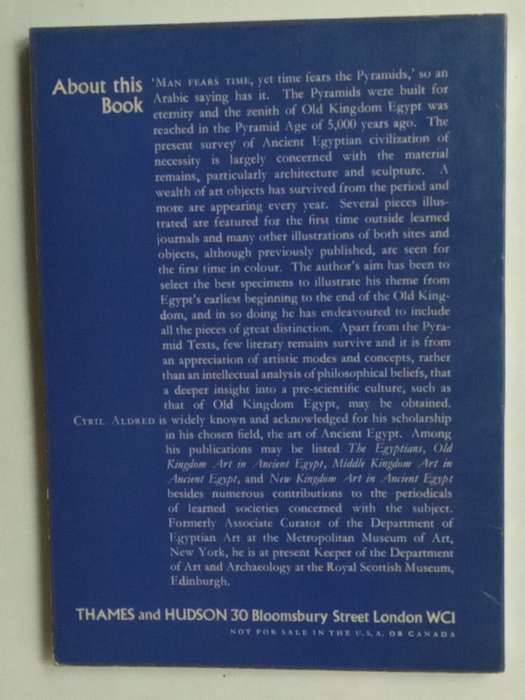 About this
Book
‘MAN FEARS TIME, yet time fears the Pyramids,’ so an
Arabic saying has it. The Pyramids were built for
eternity and the zenith of Old Kingdom Egypt was
reached in the Pyramid Age of 5,000 years ago. The
present survey of Ancient Egyptian civilization of
necessity is largely concerned with the material
remains, particularly architecture and sculpture. A
wealth of art objects has survived from the period and
more are appearing every year. Several pieces illus-
trated are featured for the first time outside learned
journals and many other illustrations of both sites and
objects, although previously published, are seen for
the first time in colour. The author's aim has been to
select the best specimens to illustrate his theme from
Egypt's earliest beginning to the end of the Old King-
dom, and in so doing he has endeavoured to include
all the pieces of great distinction. Apart from the Pyra-
mid Texts, few literary remains survive and it is from
an appreciation of artistic modes and concepts, rather
than an intellectual analysis of philosophical beliefs, that
a deeper insight into a pre-scientific culture, such as
that of Old Kingdom Egypt, may be obtained.
CYRIL ALDRED is widely known and acknowledged for his scholarship
in his chosen field, the art of Ancient Egypt. Among
his publications may be listed The Egyptians, Old
Kingdom Art in Ancient Egypt, Middle Kingdom Art in
Ancient Egypt, and New Kingdom Art in Ancient Egypt
besides numerous contributions to the periodicals
of learned societies concerned with the subject.
Formerly Associate Curator of the Department of
Egyptian Art at the Metropolitan Museum of Art,
New York, he is at present Keeper of the Department
of Art and Archaeology at the Royal Scottish Museum,
Edinburgh.
THAMES and HUDSON 30 Bloomsbury Street London WC1
NOT FOR SALE IN THE U.S.A. OR CANADA